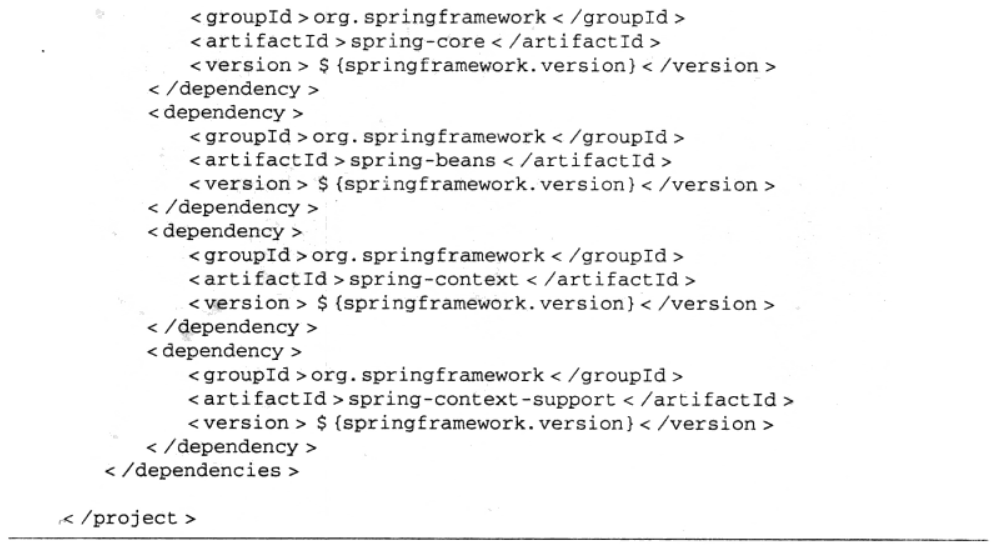 <groupId>org.springframework</groupId>
<artifactId>spring-core</artifactId>
<version>${springframework.version}</version>
</dependency>
<dependency>
<groupId>org.springframework</groupId>
<artifactId>spring-beans</artifactId>
<version>${springframework.version}</version>
</dependency>
<dependency>
<groupId>org.springframework</groupId>
<artifactId>spring-context</artifactId>
<version>${springframework.version}</version>
</dependency>
<dependency>
<groupId>org.springframework</groupId>
<artifactId>spring-context-support</artifactId>
<version>${springframework.version}</version>
</dependency>
</dependencies>
</project>